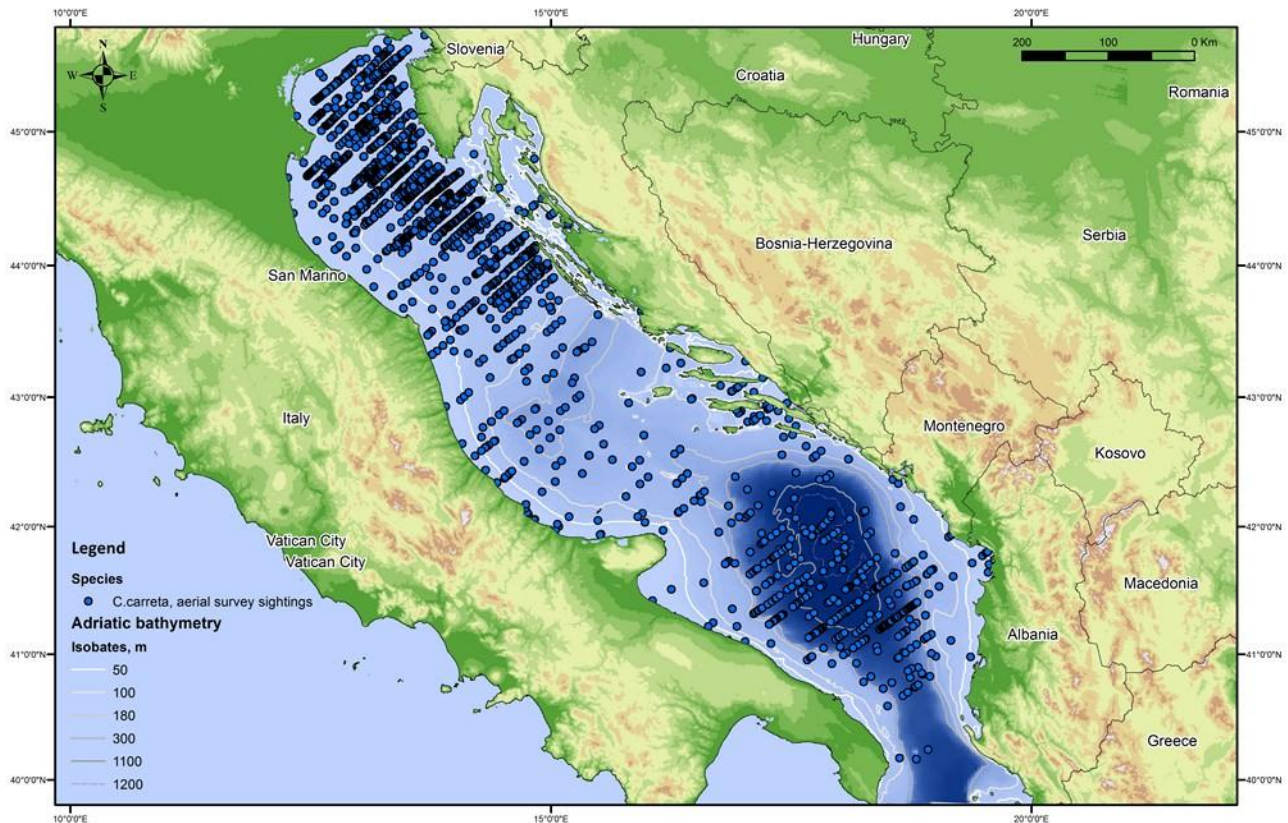 10°0'0"E 15°0'0"E 20°0'0"E
N
W E
S
Slovenia
Hungary
Croatia
Romania
200 100 0 Km
45°0'0"N 45°0'0"N
Bosnia-Herzegovina
Serbia
44°0'0"N 44°0'0"N
San Marino
43°0'0"N 43°0'0"N
Italy
Montenegro
Kosovo
42°0'0"N 42°0'0"N
Vatican City
Vatican City
Macedonia
Albania
41°0'0"N 41°0'0"N
Greece
40°0'0"N 40°0'0"N
Legend
Species
C.carreta, aerial survey sightings
Adriatic bathymetry
Isobates, m
50
100
180
300
1100
1200
10°0'0"E 15°0'0"E 20°0'0"E